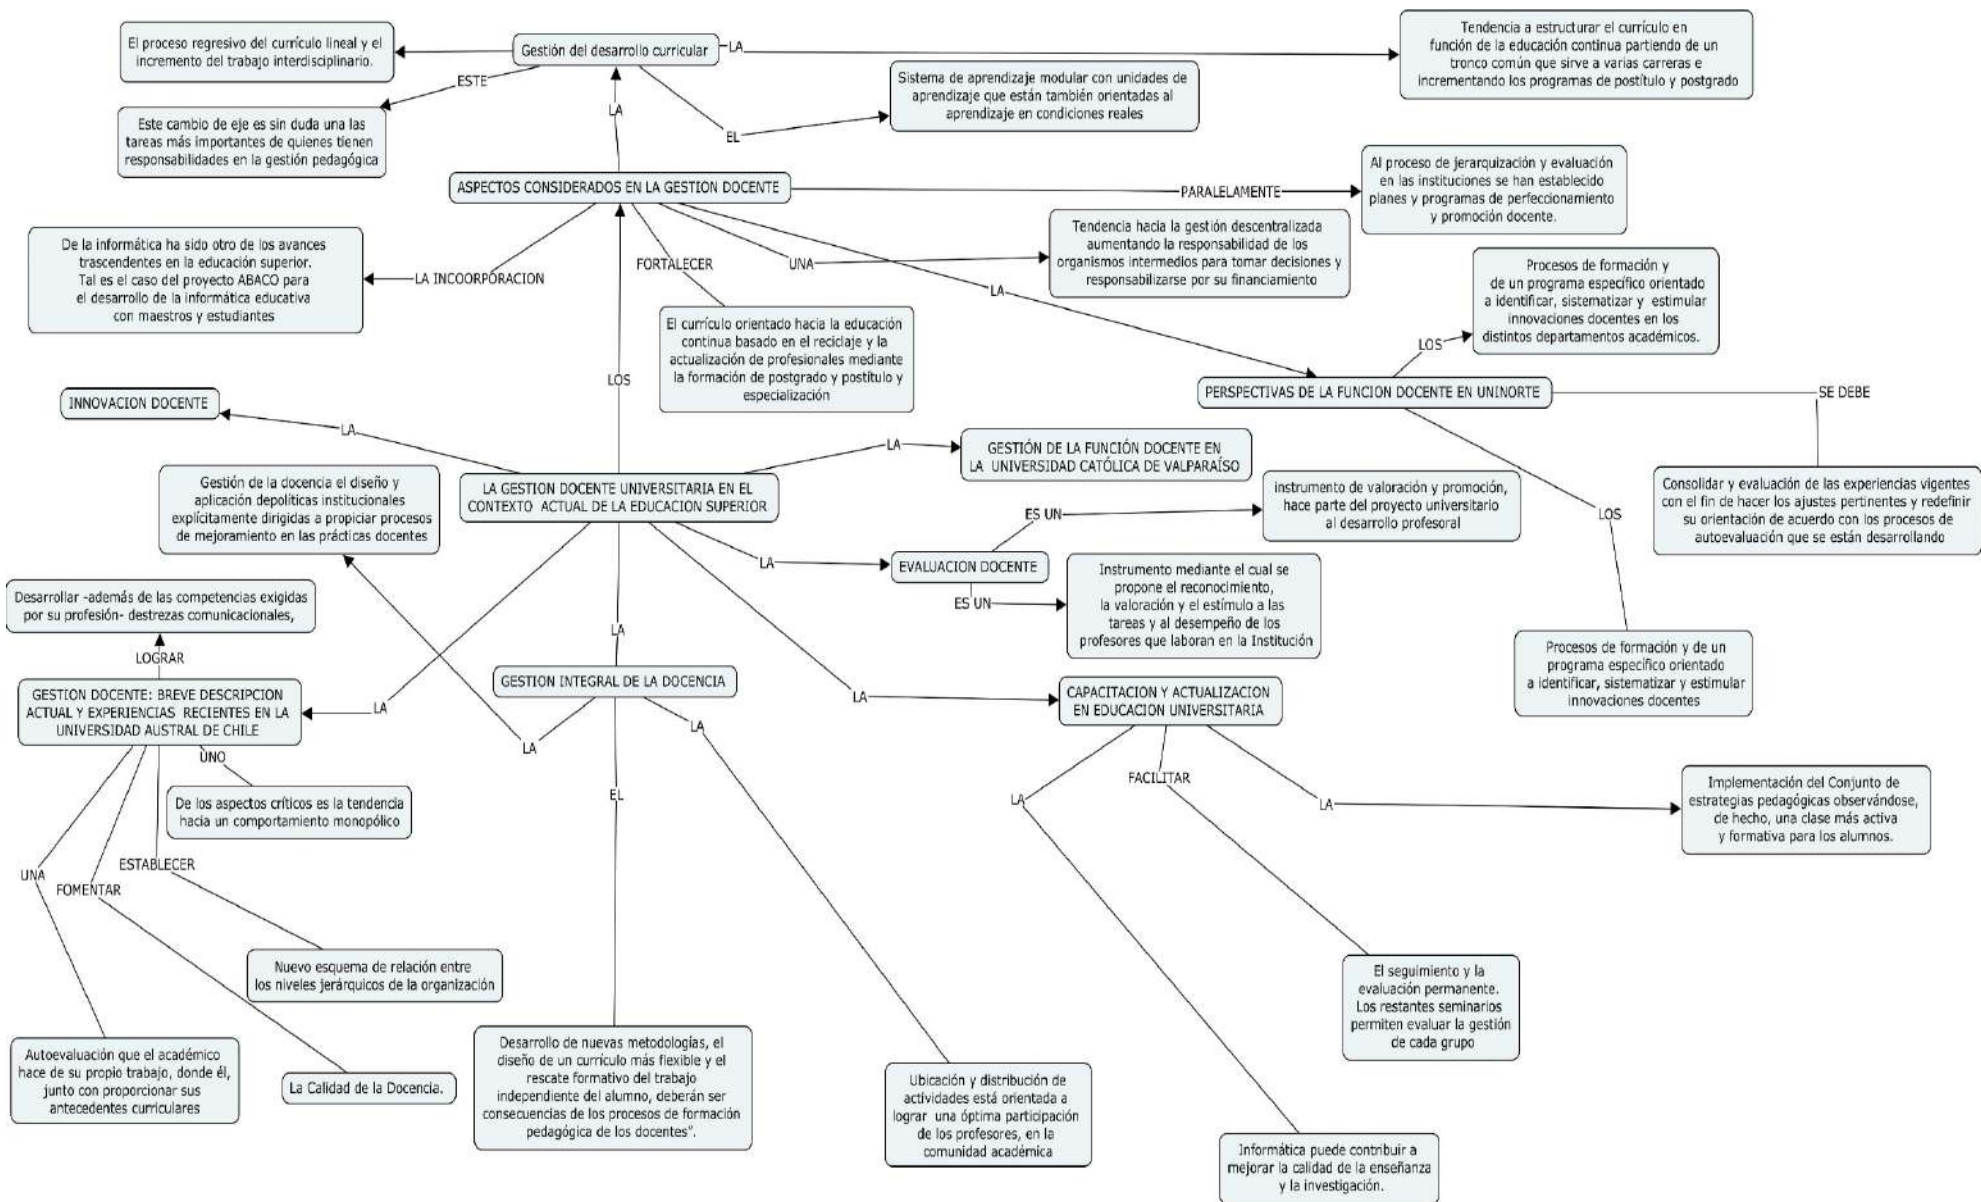 El proceso regresivo del currículo lineal y el
incremento del trabajo interdisciplinario.
Gestión del desarrollo curricular
LA
Tendencia a estructurar el currículo en
función de la educación continua partiendo de un
tronco común que sirve a varias carreras e
incrementando los programas de postítulo y postgrado
ESTE
LA
EL
Sistema de aprendizaje modular con unidades de
aprendizaje que están también orientadas al
aprendizaje en condiciones reales
Este cambio de eje es sin duda una las
tareas más importantes de quienes tienen
responsabilidades en la gestión pedagógica
ASPECTOS CONSIDERADOS EN LA GESTION DOCENTE
PARALELAMENTE
Al proceso de jerarquización y evaluación
en las instituciones se han establecido
planes y programas de perfeccionamiento
y promoción docente.
De la informática ha sido otro de los avances
trascendentes en la educación superior.
Tal es el caso del proyecto ABACO para
el desarrollo de la informática educativa
con maestros y estudiantes
LA INCOORPORACION
FORTALECER
UNA
Tendencia hacia la gestión descentralizada
aumentando la responsabilidad de los
organismos intermedios para tomar decisiones y
responsabilizarse por su financiamiento
LA
Procesos de formación y
de un programa específico orientado
a identificar, sistematizar y estimular
innovaciones docentes en los
distintos departamentos académicos.
El currículo orientado hacia la educación
continua basado en el reciclaje y la
actualización de profesionales mediante
la formación de postgrado y postítulo y
especialización
LOS
LOS
PERSPECTIVAS DE LA FUNCION DOCENTE EN UNINORTE
SE DEBE
INNOVACION DOCENTE
LA
LA
GESTIÓN DE LA FUNCIÓN DOCENTE EN
LA UNIVERSIDAD CATÓLICA DE VALPARAÍSO
Gestión de la docencia el diseño y
aplicación depolíticas institucionales
explícitamente dirigidas a propiciar procesos
de mejoramiento en las prácticas docentes
LA GESTION DOCENTE UNIVERSITARIA EN EL
CONTEXTO ACTUAL DE LA EDUCACION SUPERIOR
ES UN
instrumento de valoración y promoción,
hace parte del proyecto universitario
al desarrollo profesoral
LOS
Consolidar y evaluación de las experiencias vigentes
con el fin de hacer los ajustes pertinentes y redefinir
su orientación de acuerdo con los procesos de
autoevaluación que se están desarrollando
LA
EVALUACION DOCENTE
ES UN
Instrumento mediante el cual se
propone el reconocimiento,
la valoración y el estímulo a las
tareas y al desempeño de los
profesores que laboran en la Institución
Desarrollar -además de las competencias exigidas
por su profesión- destrezas comunicacionales,
LOGRAR
LA
Procesos de formación y de un
programa específico orientado
a identificar, sistematizar y estimular
innovaciones docentes
GESTION DOCENTE: BREVE DESCRIPCION
ACTUAL Y EXPERIENCIAS RECIENTES EN LA
UNIVERSIDAD AUSTRAL DE CHILE
LA
GESTION INTEGRAL DE LA DOCENCIA
LA
CAPACITACION Y ACTUALIZACION
EN EDUCACION UNIVERSITARIA
UNO
LA
LA
De los aspectos críticos es la tendencia
hacia un comportamiento monopólico
EL
LA
FACILITAR
LA
Implementación del Conjunto de
estrategias pedagógicas observándose,
de hecho, una clase más activa
y formativa para los alumnos.
UNA
FOMENTAR
ESTABLECER
Nuevo esquema de relación entre
los niveles jerárquicos de la organización
El seguimiento y la
evaluación permanente.
Los restantes seminarios
permiten evaluar la gestión
de cada grupo
Autoevaluación que el académico
hace de su propio trabajo, donde él,
junto con proporcionar sus
antecedentes curriculares
La Calidad de la Docencia.
Desarrollo de nuevas metodologías, el
diseño de un currículo más flexible y el
rescate formativo del trabajo
independiente del alumno, deberán ser
consecuencias de los procesos de formación
pedagógica de los docentes”.
Ubicación y distribución de
actividades está orientada a
lograr una óptima participación
de los profesores, en la
comunidad académica
Informática puede contribuir a
mejorar la calidad de la enseñanza
y la investigación.